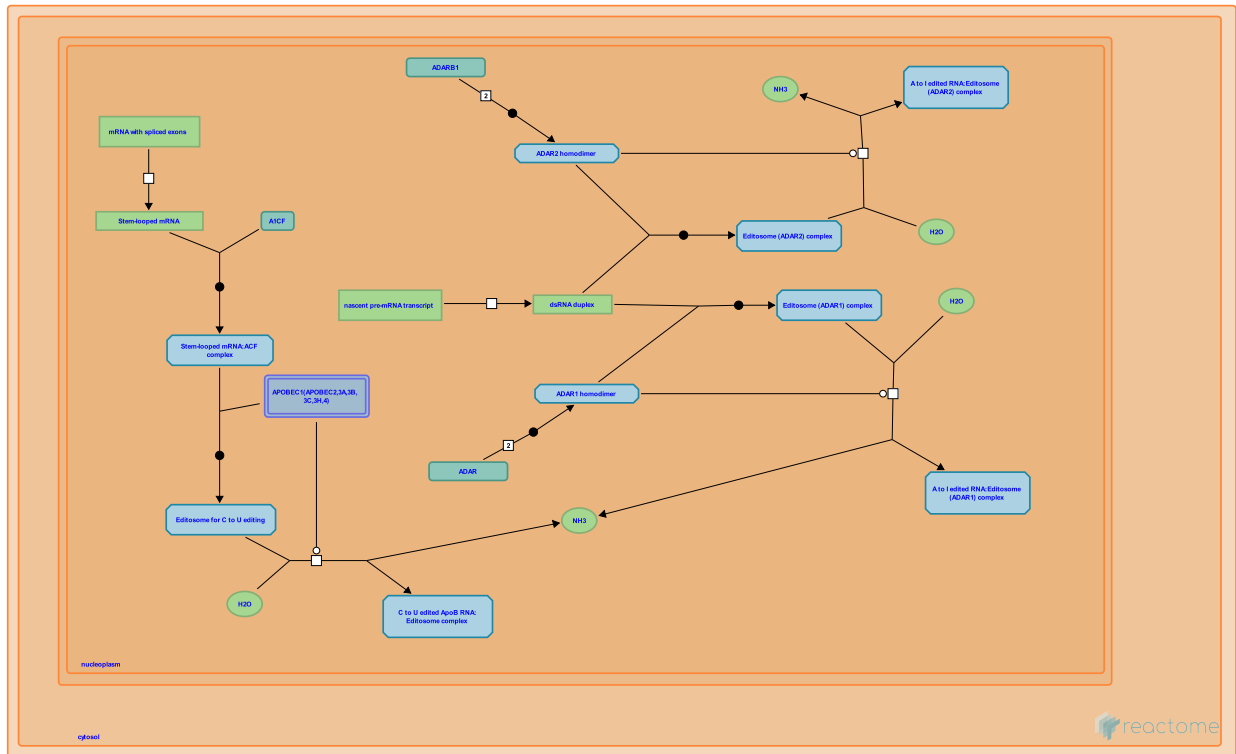 ADARB1
2
NH3
A to I edited RNA:Editosome
(ADAR2) complex
mRNA with spliced exons
ADAR2 homodimer
Stem-looped mRNA
A1CF
Editosome (ADAR2) complex
H2O
nascent pre-mRNA transcript
dsRNA duplex
Editosome (ADAR1) complex
H2O
Stem-looped mRNA:ACF
complex
APOBEC1(APOBEC2,3A,3B,
3C,3H,4)
ADAR1 homodimer
2
ADAR
A to I edited RNA:Editosome
(ADAR1) complex
Editosome for C to U editing
NH3
H2O
C to U edited ApoB RNA:
Editosome complex
nucleoplasm
cytosol
reactome